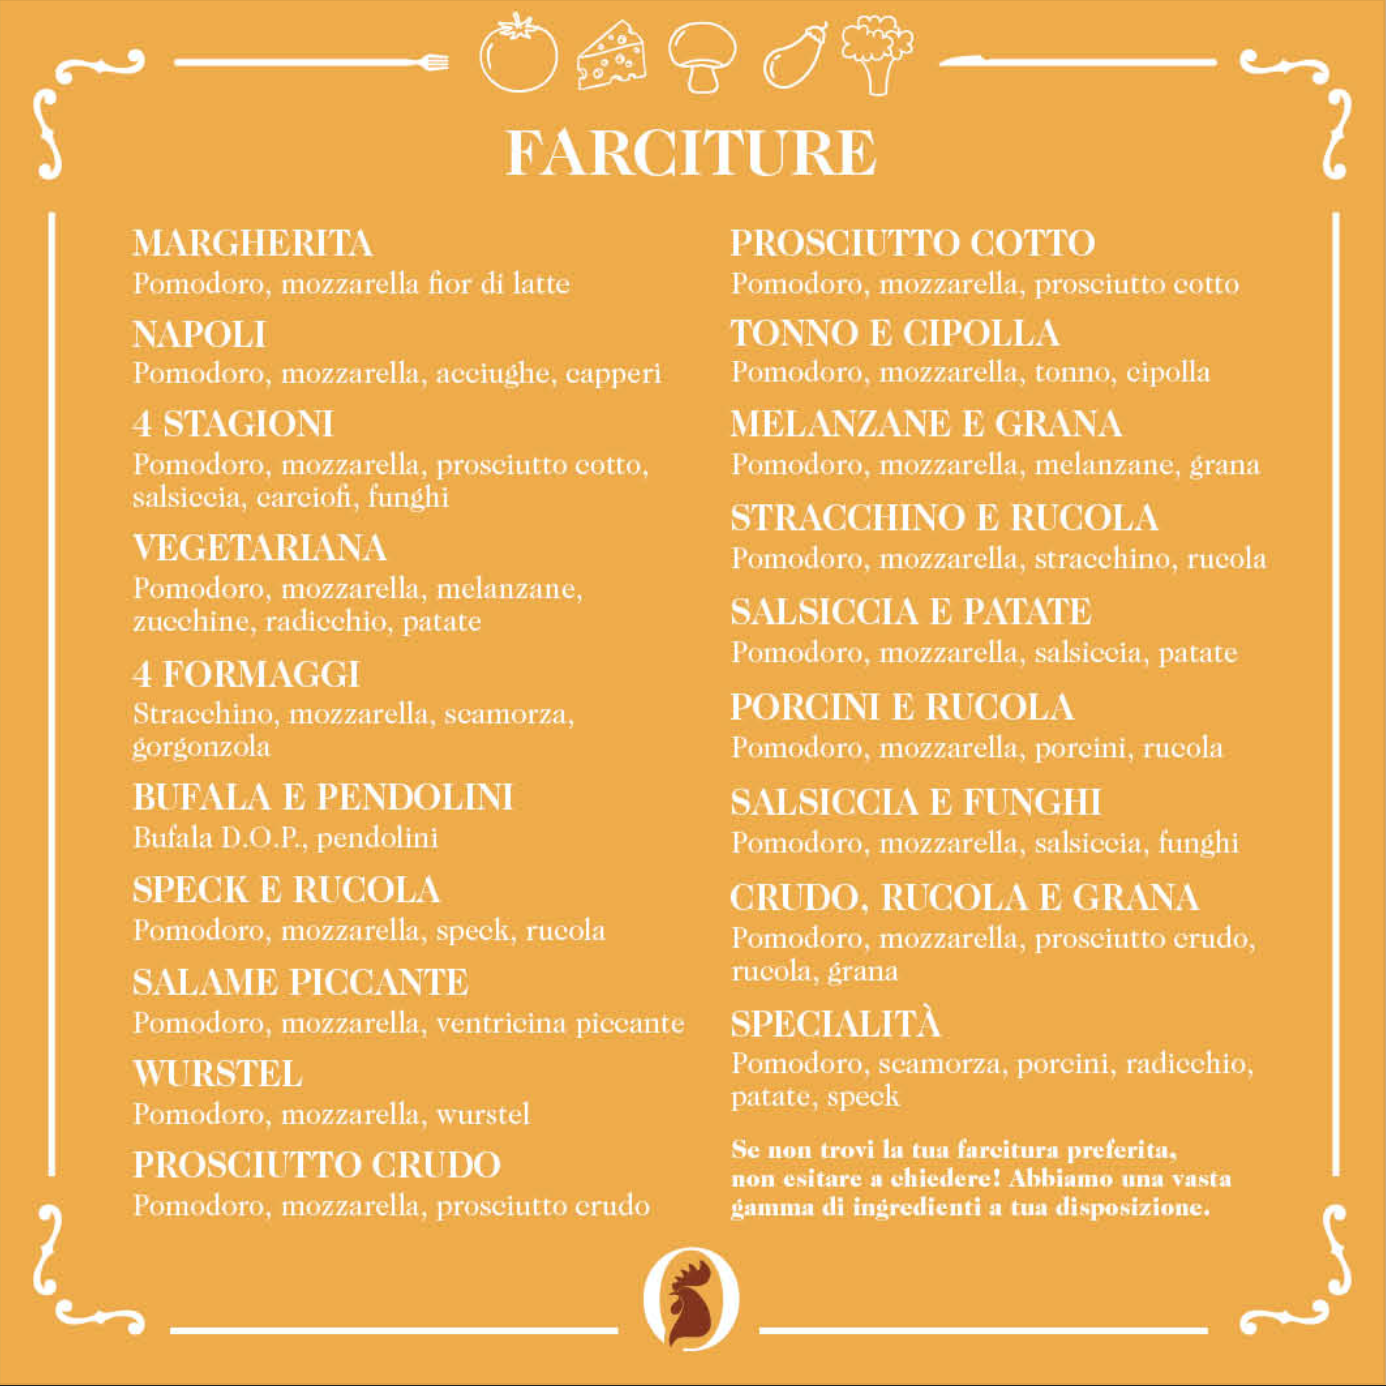 FARCITURE
MARGHERITA
Pomodoro, mozzarella fior di latte
NAPOLI
Pomodoro, mozzarella, acciughe, capperi
4 STAGIONI
Pomodoro, mozzarella, prosciutto cotto,
salsiccia, carciofi, funghi
VEGETARIANA
Pomodoro, mozzarella, melanzane,
zucchine, radicchio, patate
4 FORMAGGI
Stracchino, mozzarella, scamorza,
gorgonzola
BUFALA E PENDOLINI
Bufala D.O.P., pendolini
SPECK E RUCOLA
Pomodoro, mozzarella, speck, rucola
SALAME PICCANTE
Pomodoro, mozzarella, ventricina piccante
WURSTEL
Pomodoro, mozzarella, wurstel
PROSCIUTTO CRUDO
Pomodoro, mozzarella, prosciutto crudo
PROSCIUTTO COTTO
Pomodoro, mozzarella, prosciutto cotto
TONNO E CIPOLLA
Pomodoro, mozzarella, tonno, cipolla
MELANZANE E GRANA
Pomodoro, mozzarella, melanzane, grana
STRACCHINO E RUCOLA
Pomodoro, mozzarella, stracchino, rucola
SALSICCIA E PATATE
Pomodoro, mozzarella, salsiccia, patate
PORCINI E RUCOLA
Pomodoro, mozzarella, porcini, rucola
SALSICCIA E FUNGHI
Pomodoro, mozzarella, salsiccia, funghi
CRUDO, RUCOLA E GRANA
Pomodoro, mozzarella, prosciutto crudo,
rucola, grana
SPECIALITÀ
Pomodoro, scamorza, porcini, radicchio,
patate, speck
Se non trovi la tua farcitura preferita,
non esitare a chiedere! Abbiamo una vasta
gamma di ingredienti a tua disposizione.